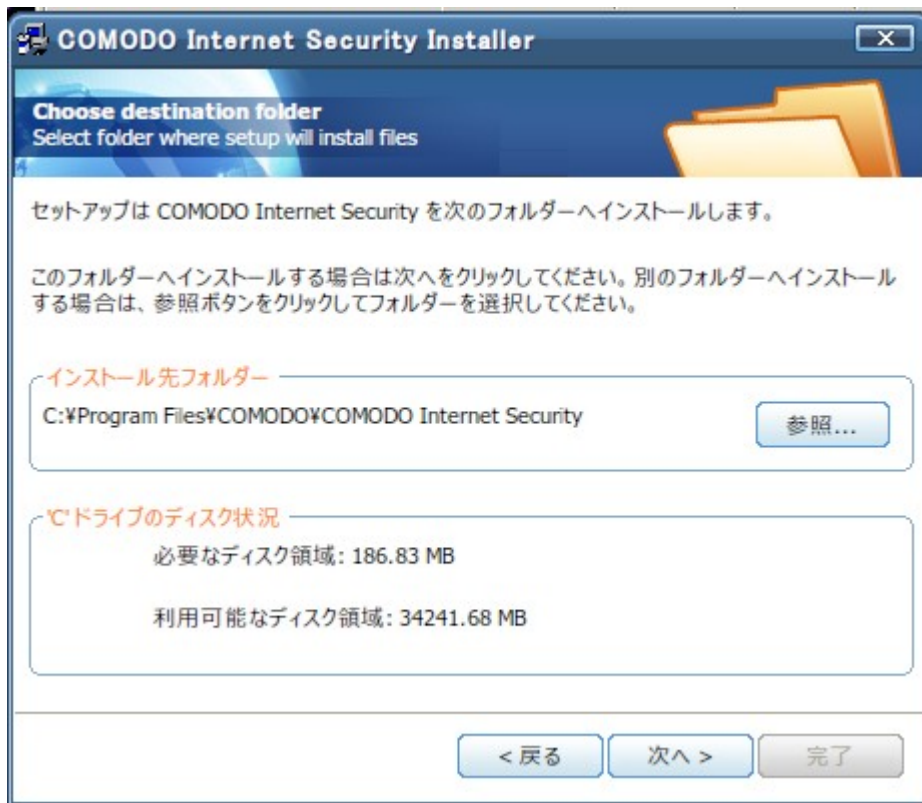 COMODO Internet Security Installer
Choose destination folder
Select folder where setup will install files
セットアップは COMODO Internet Security を次のフォルダーへインストールします。
このフォルダーへインストールする場合は次へをクリックしてください。別のフォルダーへインストール
する場合は、参照ボタンをクリックしてフォルダーを選択してください。
インストール先フォルダー
C:¥Program Files¥COMODO¥COMODO Internet Security
参照...
'C'ドライブのディスク状況
必要なディスク領域: 186.83 MB
利用可能なディスク領域: 34241.68 MB
< 戻る
次へ >
完了